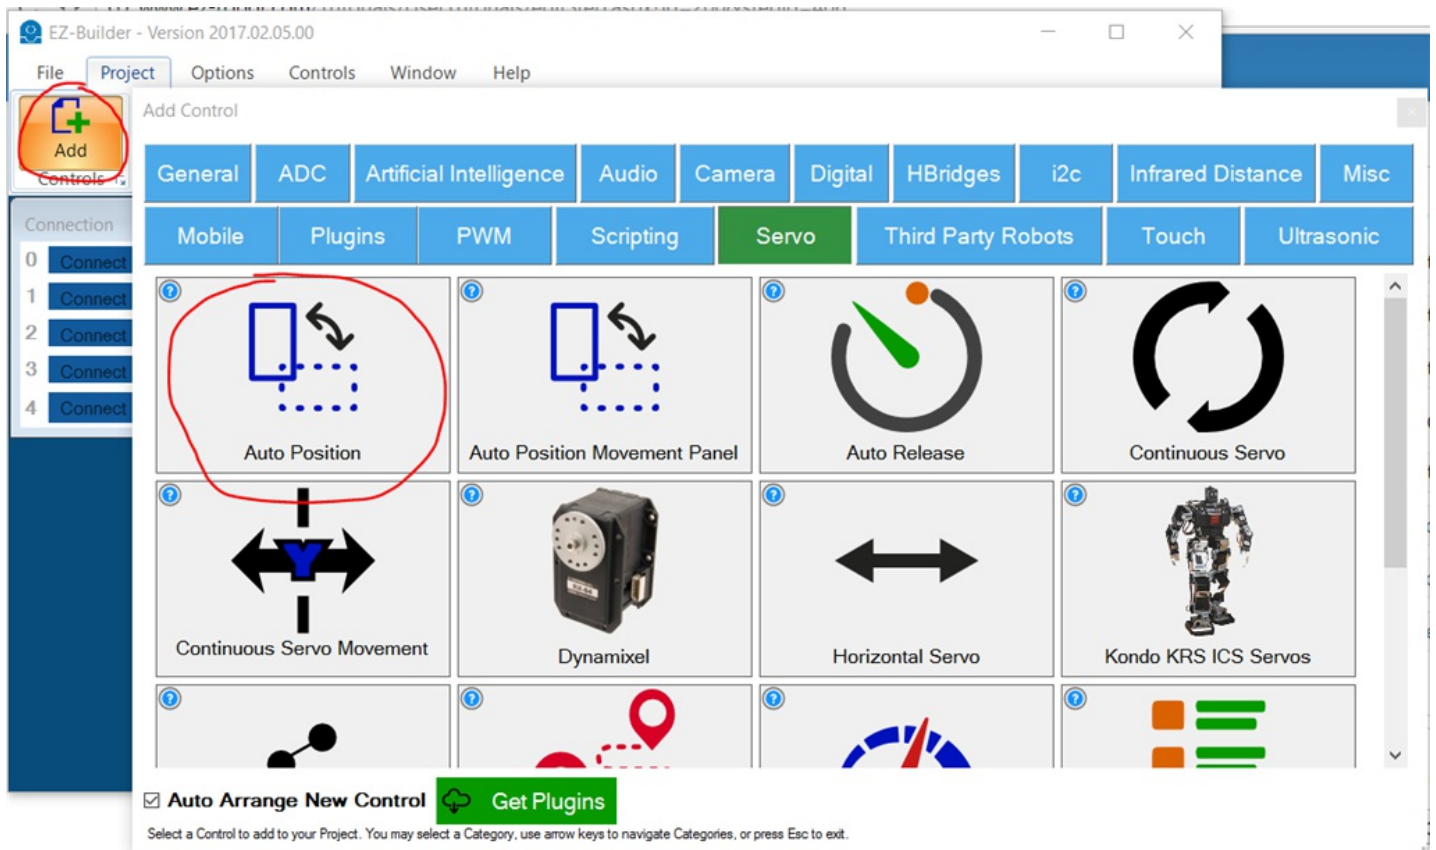 EZ-Builder - Version 2017.02.05.00
File Project Options Controls Window Help
Add
Controls
Add Control
General ADC Artificial Intelligence Audio Camera Digital HBridges i2c Infrared Distance Misc
Mobile Plugins PWM Scripting Servo Third Party Robots Touch Ultrasonic
Connection
0 Connect
1 Connect
2 Connect
3 Connect
4 Connect
Auto Position Auto Position Movement Panel Auto Release Continuous Servo
Continuous Servo Movement Dynamixel Horizontal Servo Kondo KRS ICS Servos
Auto Arrange New Control Get Plugins
Select a Control to add to your Project. You may select a Category, use arrow keys to navigate Categories, or press Esc to exit.